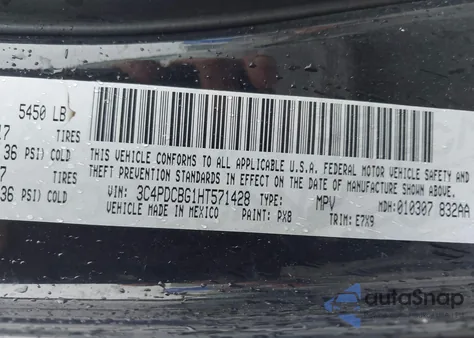 5450 LB
17 TIRES
36 PSI) COLD
7 TIRES
36 PSI) COLD
THIS VEHICLE CONFORMS TO ALL APPLICABLE U.S.A. FEDERAL MOTOR VEHICLE SAFETY AND
THEFT PREVENTION STANDARDS IN EFFECT ON THE DATE OF MANUFACTURE SHOWN ABOVE.
VIN: 3C4PDCBG1HT571428 TYPE: MPV MDH: 010307 832AA
VEHICLE MADE IN MEXICO PAINT: PX8 TRIM: E7X9
autoSnap